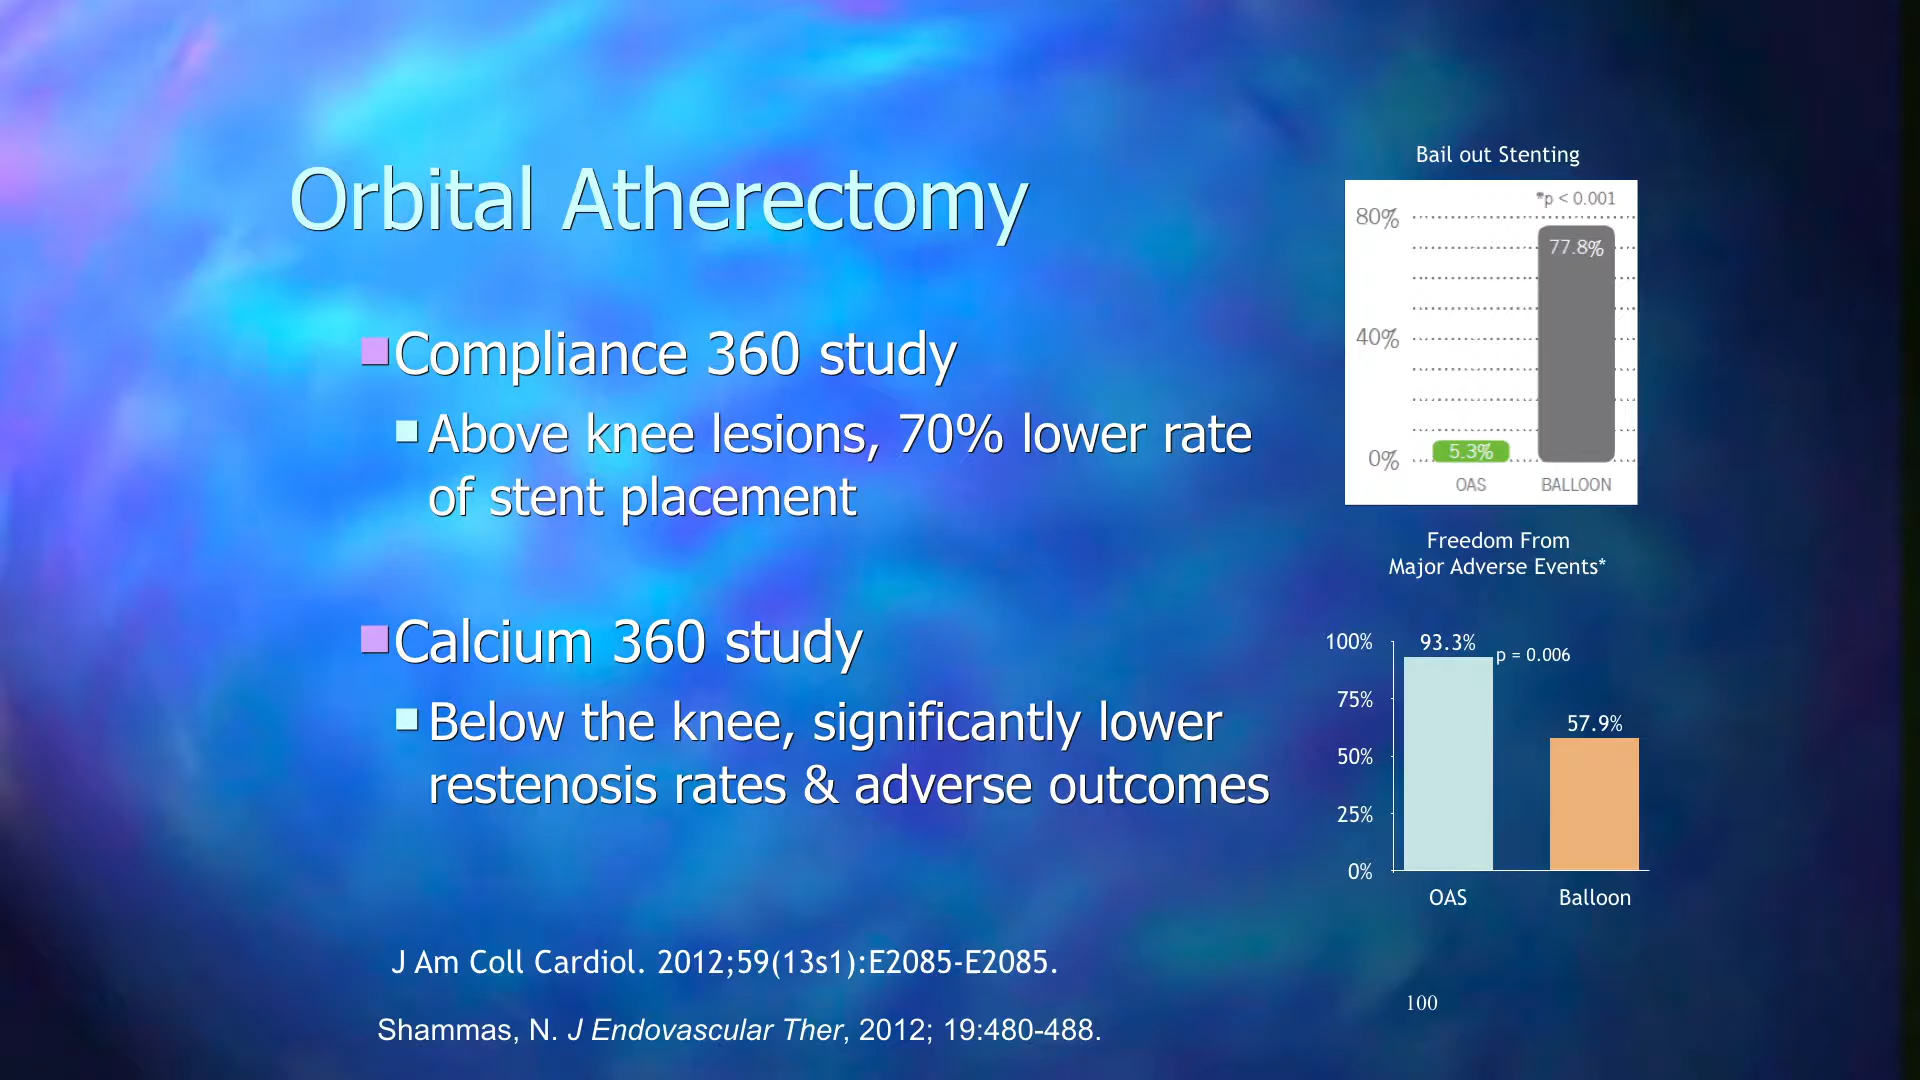 Orbital Atherectomy
Compliance 360 study
Above knee lesions, 70% lower rate
of stent placement
Calcium 360 study
Below the knee, significantly lower
restenosis rates & adverse outcomes
J Am Coll Cardiol. 2012;59(13s1):E2085-E2085.
Shammas, N. J Endovascular Ther, 2012; 19:480-488.
Bail out Stenting
*p < 0.001
80%
77.8%
40%
5.3%
0%
OAS BALLOON
Freedom From
Major Adverse Events*
100% 93.3%
p = 0.006
75%
57.9%
50%
25%
0%
OAS Balloon
100